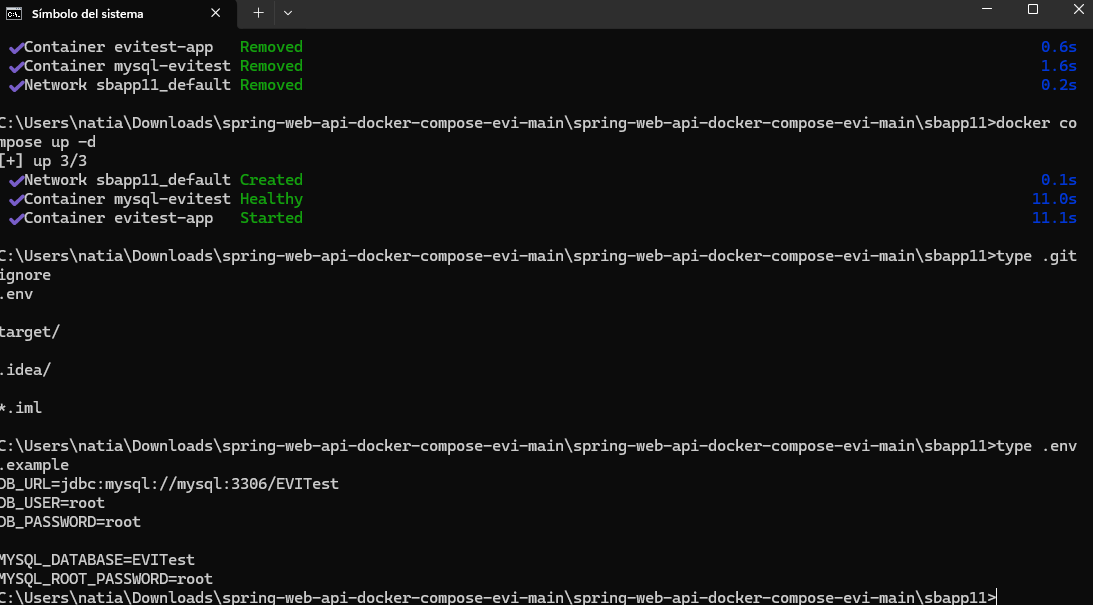 Símbolo del sistema
Container evitest-app Removed 0.6s
Container mysql-evitest Removed 1.6s
Network sbapp11_default Removed 0.2s
C:\Users\natia\Downloads\spring-web-api-docker-compose-evi-main\spring-web-api-docker-compose-evi-main\sbapp11>docker co
mpose up -d
[+] up 3/3
Network sbapp11_default Created 0.1s
Container mysql-evitest Healthy 11.0s
Container evitest-app Started 11.1s
C:\Users\natia\Downloads\spring-web-api-docker-compose-evi-main\spring-web-api-docker-compose-evi-main\sbapp11>type .git
ignore
.env
target/
.idea/
*.iml
C:\Users\natia\Downloads\spring-web-api-docker-compose-evi-main\spring-web-api-docker-compose-evi-main\sbapp11>type .env
.example
DB_URL=jdbc:mysql://mysql:3306/EVITest
DB_USER=root
DB_PASSWORD=root
MYSQL_DATABASE=EVITest
MYSQL_ROOT_PASSWORD=root
C:\Users\natia\Downloads\spring-web-api-docker-compose-evi-main\spring-web-api-docker-compose-evi-main\sbapp11>